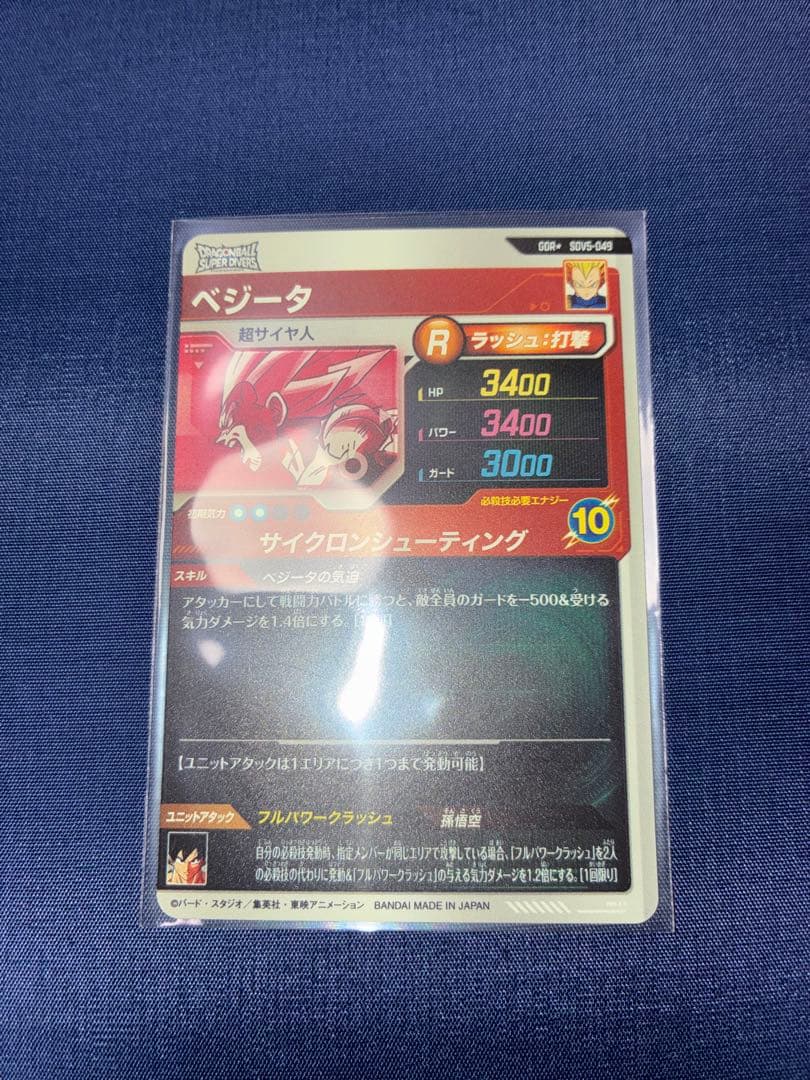 DRAGONBALL
SUPER DIVERS
GDR★ SDV5-049
ベジータ
超サイヤ人
R ラッシュ:打撃
HP 3400
パワー 3400
ガード 3000
初期気力
必殺技必要エナジー
10
サイクロンシューティング
スキル ベジータの気迫
アタッカーにして戦闘力バトルに勝つと、敵全員のガードを-500&受ける
気力ダメージを1.4倍にする。[1回限り]
【ユニットアタックは1エリアにつき1つまで発動可能】
ユニットアタック フルパワークラッシュ 孫悟空
自分の必殺技発動時、指定メンバーが同じエリアで攻撃している場合、「フルパワークラッシュ」を2人
の必殺技の代わりに発動&「フルパワークラッシュ」の与える気力ダメージを1.2倍にする。[1回限り]
©バード・スタジオ/集英社・東映アニメーション BANDAI MADE IN JAPAN